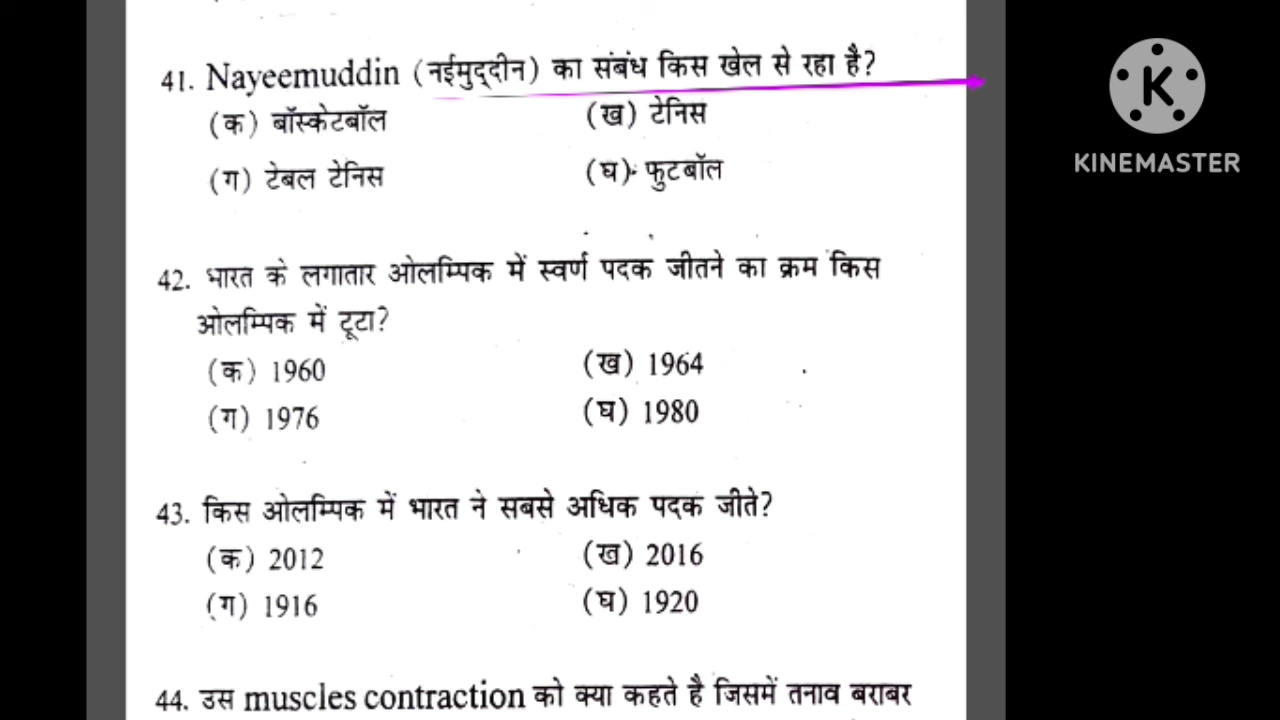 41. Nayeemuddin (नईमुद्दीन) का संबंध किस खेल से रहा है?
(क) बॉस्केटबॉल (ख) टेनिस
(ग) टेबल टेनिस (घ) फुटबॉल
42. भारत के लगातार ओलम्पिक में स्वर्ण पदक जीतने का क्रम किस
ओलम्पिक में टूटा?
(क) 1960 (ख) 1964
(ग) 1976 (घ) 1980
43. किस ओलम्पिक में भारत ने सबसे अधिक पदक जीते?
(क) 2012 (ख) 2016
(ग) 1916 (घ) 1920
44. उस muscles contraction को क्या कहते है जिसमें तनाव बराबर
K
KINEMASTER